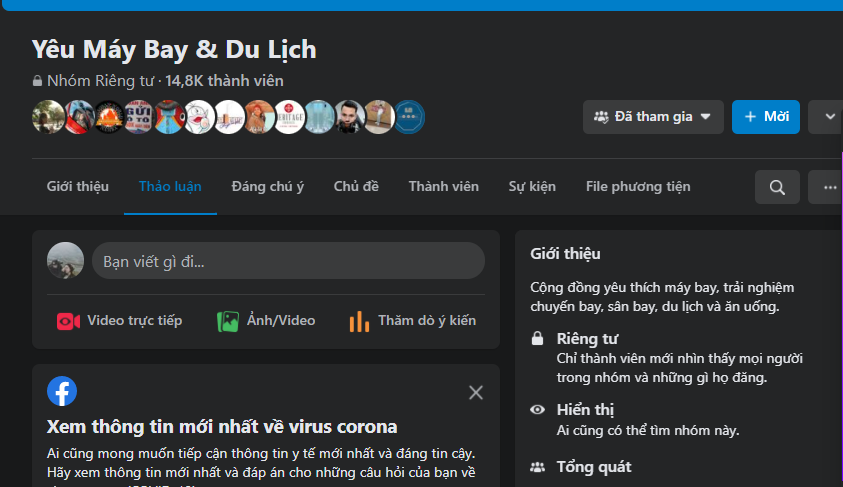 Yêu Máy Bay & Du Lịch
Nhóm Riêng tư · 14,8K thành viên
Đã tham gia
+ Mời
Giới thiệu
Thảo luận
Đáng chú ý
Chủ đề
Thành viên
Sự kiện
File phương tiện
Bạn viết gì đi...
Video trực tiếp
Ảnh/Video
Thăm dò ý kiến
Xem thông tin mới nhất về virus corona
Ai cũng mong muốn tiếp cận thông tin y tế mới nhất và đáng tin cậy.
Hãy xem thông tin mới nhất và đáp án cho những câu hỏi của bạn về
Giới thiệu
Cộng đồng yêu thích máy bay, trải nghiệm
chuyến bay, sân bay, du lịch và ăn uống.
Riêng tư
Chỉ thành viên mới nhìn thấy mọi người
trong nhóm và những gì họ đăng.
Hiển thị
Ai cũng có thể tìm nhóm này.
Tổng quát